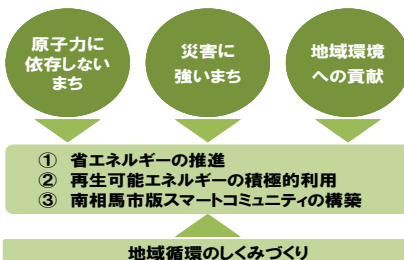 原子力に
依存しない
まち
災害に
強いまち
地域環境
への貢献
① 省エネルギーの推進
② 再生可能エネルギーの積極的利用
③ 南相馬市版スマートコミュニティの構築
地域循環のしくみづくり